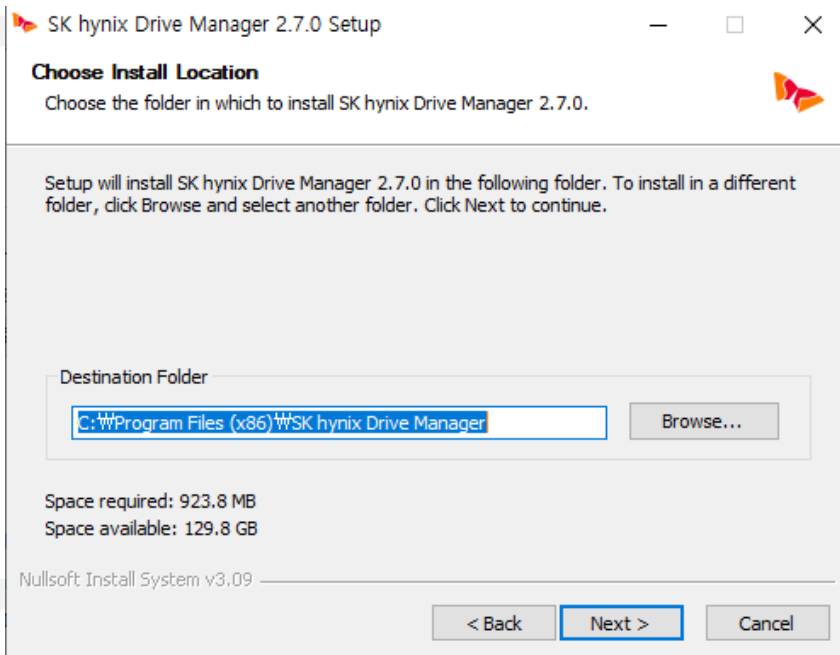 SK hynix Drive Manager 2.7.0 Setup
Choose Install Location
Choose the folder in which to install SK hynix Drive Manager 2.7.0.
Setup will install SK hynix Drive Manager 2.7.0 in the following folder. To install in a different
folder, click Browse and select another folder. Click Next to continue.
Destination Folder
C:₩Program Files (x86)₩SK hynix Drive Manager
Browse...
Space required: 923.8 MB
Space available: 129.8 GB
Nullsoft Install System v3.09
< Back
Next >
Cancel